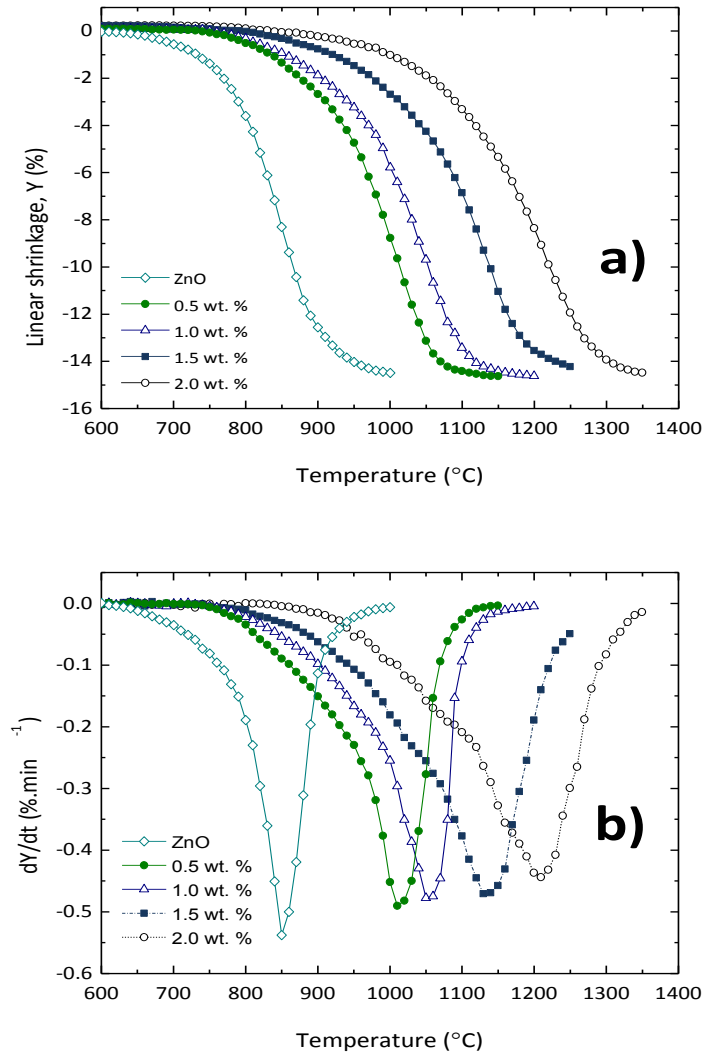 0
-2
-4
-6
-8
-10
-12
-14
-16
Linear shrinkage, Y (%)
a)
ZnO
0.5 wt. %
1.0 wt. %
1.5 wt. %
2.0 wt. %
600 700 800 900 1000 1100 1200 1300 1400
Temperature (°C)
0.0
-0.1
-0.2
-0.3
-0.4
-0.5
-0.6
dY/dt (%.min⁻¹)
b)
ZnO
0.5 wt. %
1.0 wt. %
1.5 wt. %
2.0 wt. %
600 700 800 900 1000 1100 1200 1300 1400
Temperature (°C)